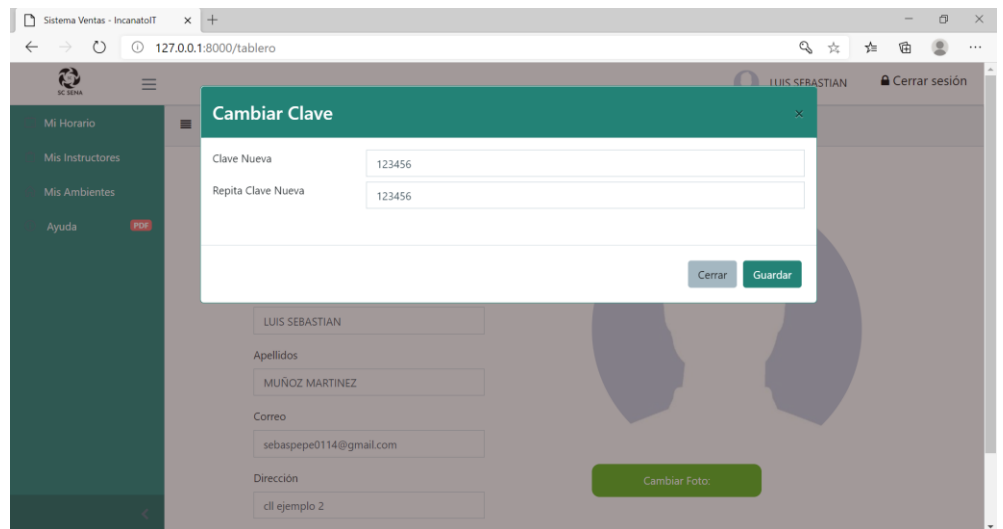 Sistema Ventas - IncanatoIT
127.0.0.1:8000/tablero
SC SENA
LUIS SEBASTIAN
Cerrar sesión
Mi Horario
Mis Instructores
Mis Ambientes
Ayuda PDF
Cambiar Clave
Clave Nueva 123456
Repita Clave Nueva 123456
Cerrar Guardar
LUIS SEBASTIAN
Apellidos
MUÑOZ MARTINEZ
Correo
sebaspepe0114@gmail.com
Dirección
cll ejemplo 2
Cambiar Foto: